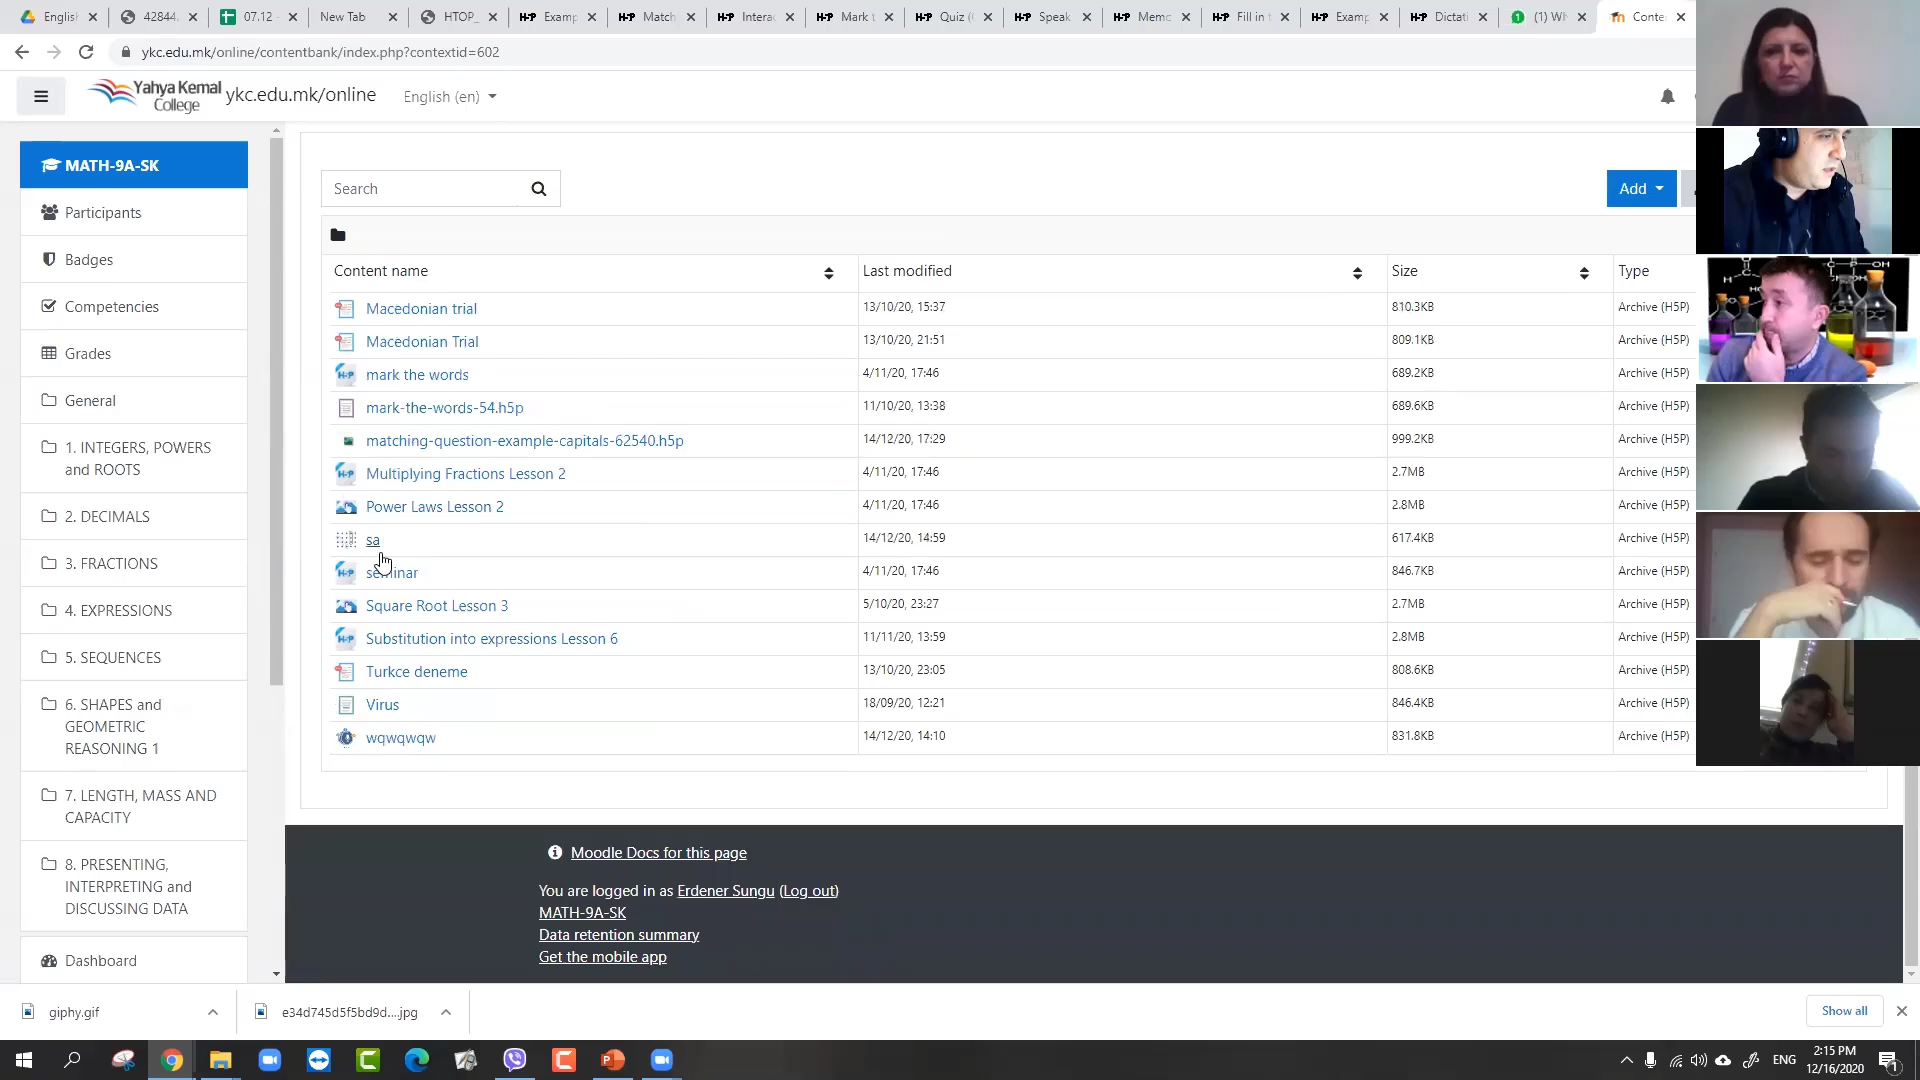 English
42844
07.12 -
New Tab
HTOP_
H-P Examp
H-P Match
H-P Intera
H-P Mark t
H-P Quiz (
H-P Speak
H-P Memo
H-P Fill in t
H-P Examp
H-P Dictati
(1) Wh
Conte
ykc.edu.mk/online/contentbank/index.php?contextid=602
Yahya Kemal
College
ykc.edu.mk/online
English (en)
MATH-9A-SK
Participants
Badges
Competencies
Grades
General
1. INTEGERS, POWERS
and ROOTS
2. DECIMALS
3. FRACTIONS
4. EXPRESSIONS
5. SEQUENCES
6. SHAPES and
GEOMETRIC
REASONING 1
7. LENGTH, MASS AND
CAPACITY
8. PRESENTING,
INTERPRETING and
DISCUSSING DATA
Dashboard
Search
Add
Content name Last modified Size Type
Macedonian trial 13/10/20, 15:37 810.3KB Archive (H5P)
Macedonian Trial 13/10/20, 21:51 809.1KB Archive (H5P)
H-P mark the words 4/11/20, 17:46 689.2KB Archive (H5P)
mark-the-words-54.h5p 11/10/20, 13:38 689.6KB Archive (H5P)
matching-question-example-capitals-62540.h5p 14/12/20, 17:29 999.2KB Archive (H5P)
H-P Multiplying Fractions Lesson 2 4/11/20, 17:46 2.7MB Archive (H5P)
Power Laws Lesson 2 4/11/20, 17:46 2.8MB Archive (H5P)
sa 14/12/20, 14:59 617.4KB Archive (H5P)
H-P seminar 4/11/20, 17:46 846.7KB Archive (H5P)
Square Root Lesson 3 5/10/20, 23:27 2.7MB Archive (H5P)
H-P Substitution into expressions Lesson 6 11/11/20, 13:59 2.8MB Archive (H5P)
Turkce deneme 13/10/20, 23:05 808.6KB Archive (H5P)
Virus 18/09/20, 12:21 846.4KB Archive (H5P)
wqwqwqw 14/12/20, 14:10 831.8KB Archive (H5P)
Moodle Docs for this page
You are logged in as Erdener Sungu (Log out)
MATH-9A-SK
Data retention summary
Get the mobile app
giphy.gif
e34d745d5f5bd9d....jpg
Show all
ENG
2:15 PM
12/16/2020
1